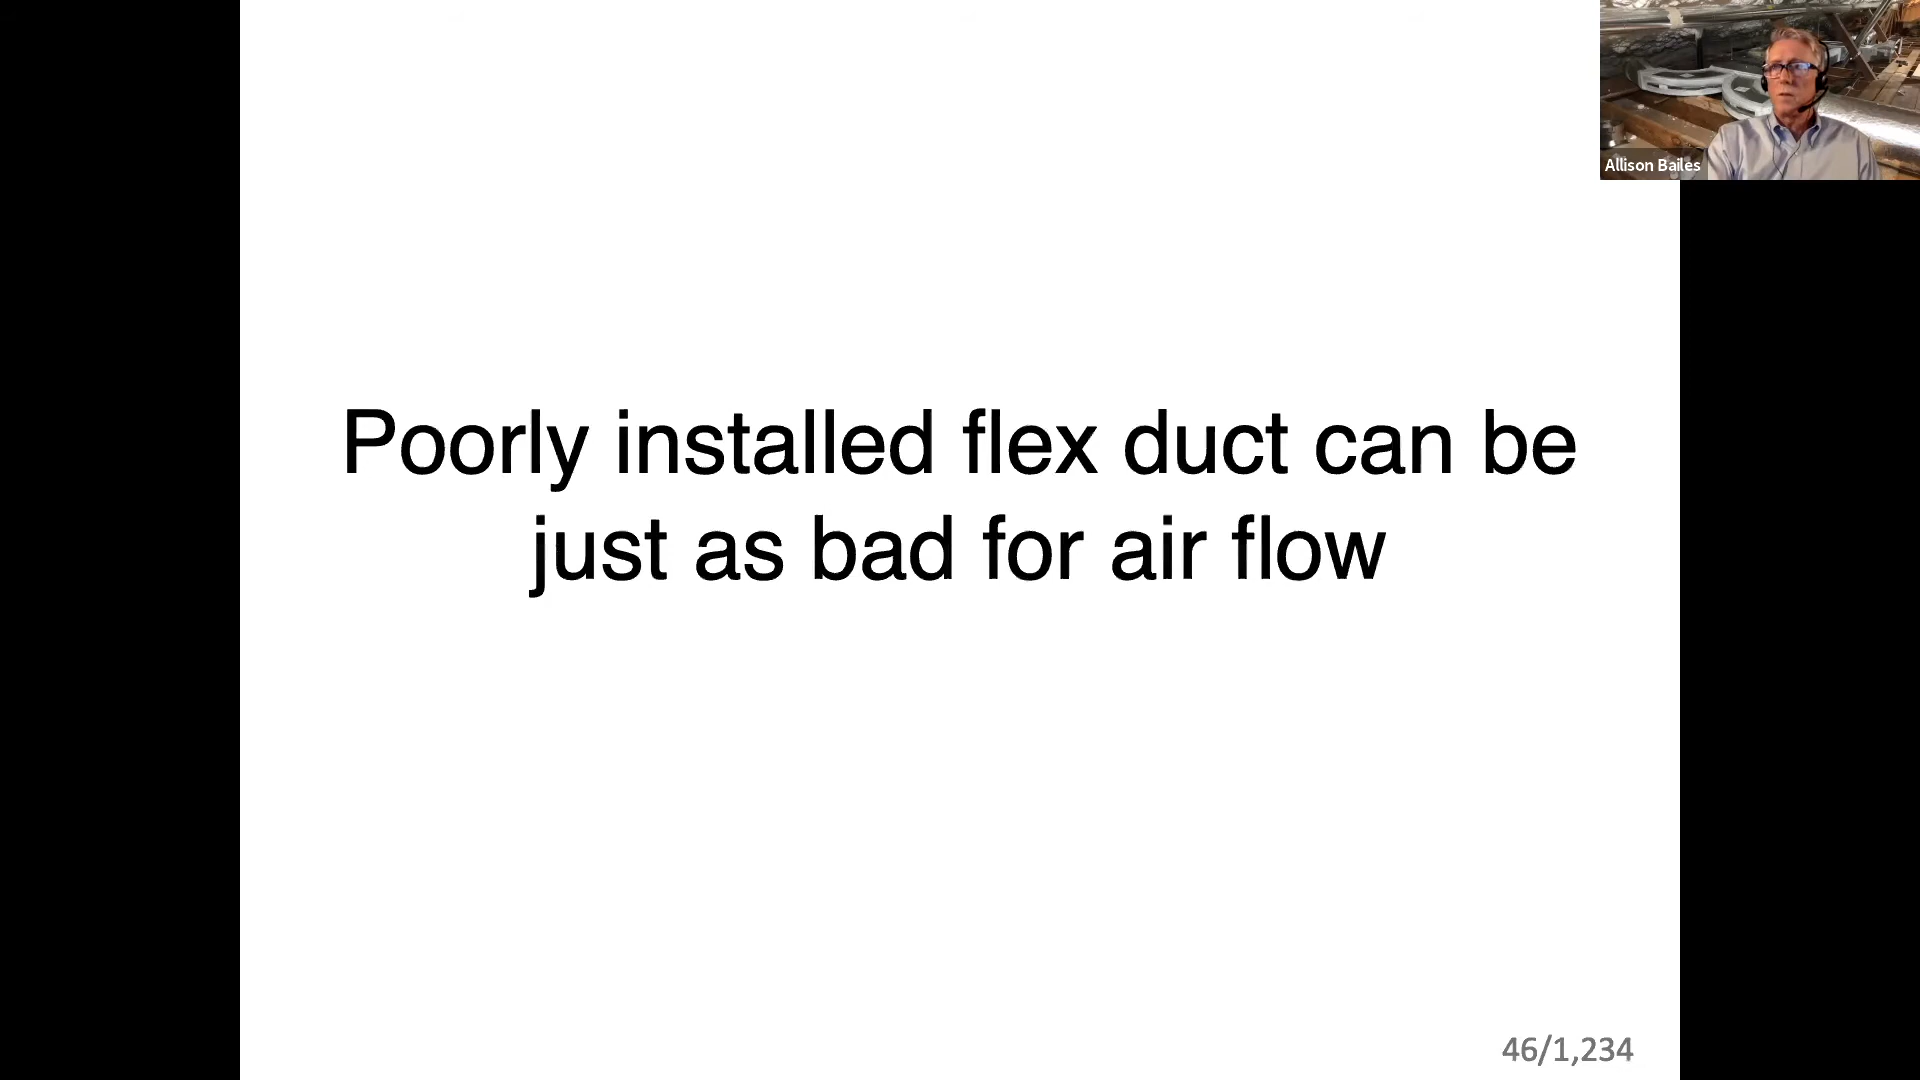 Allison Bailes
Poorly installed flex duct can be
just as bad for air flow
46/1,234